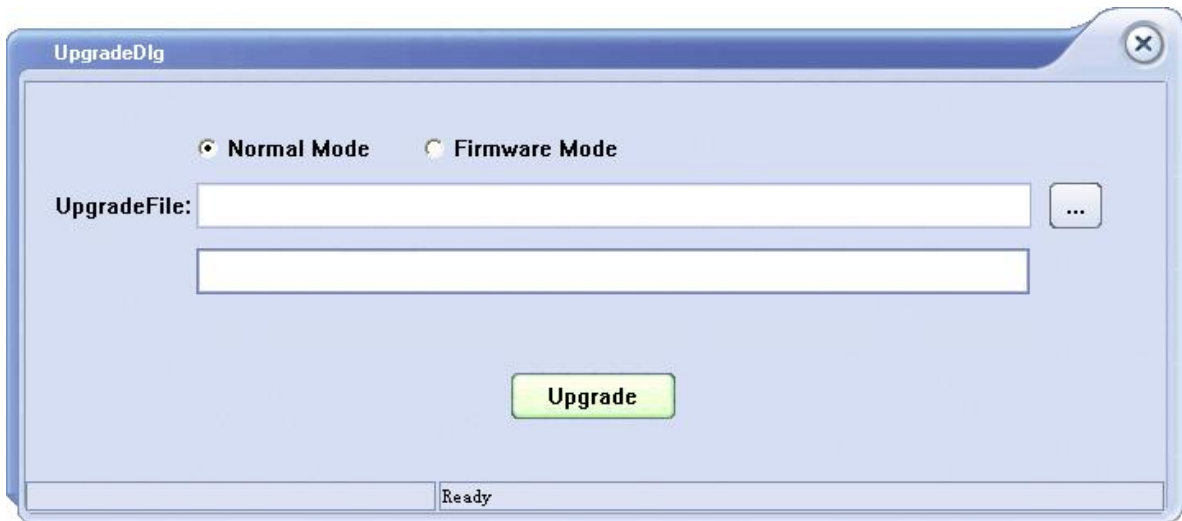 UpgradeDlg
Normal Mode Firmware Mode
UpgradeFile:
...
Upgrade
Ready